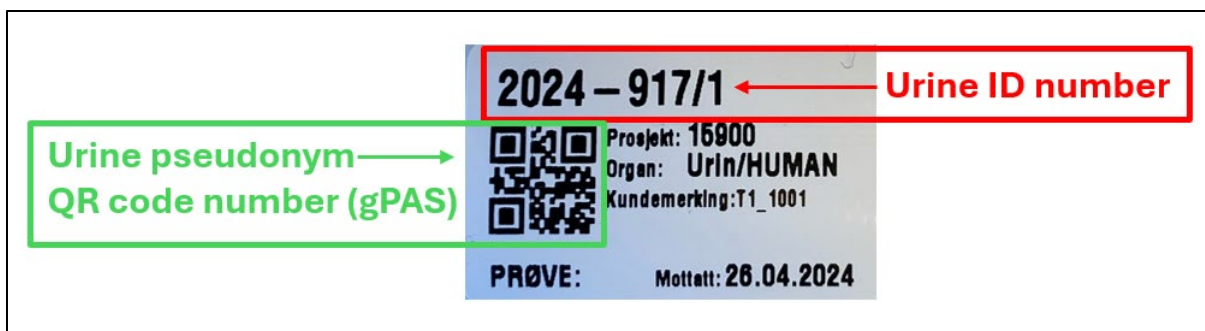 2024 – 917/1
Urine ID number
Prosjekt: 15900
Urine pseudonym
Organ: Urin/HUMAN
QR code number (gPAS)
Kundemerking:T1_1001
PRØVE: Mottatt: 26.04.2024